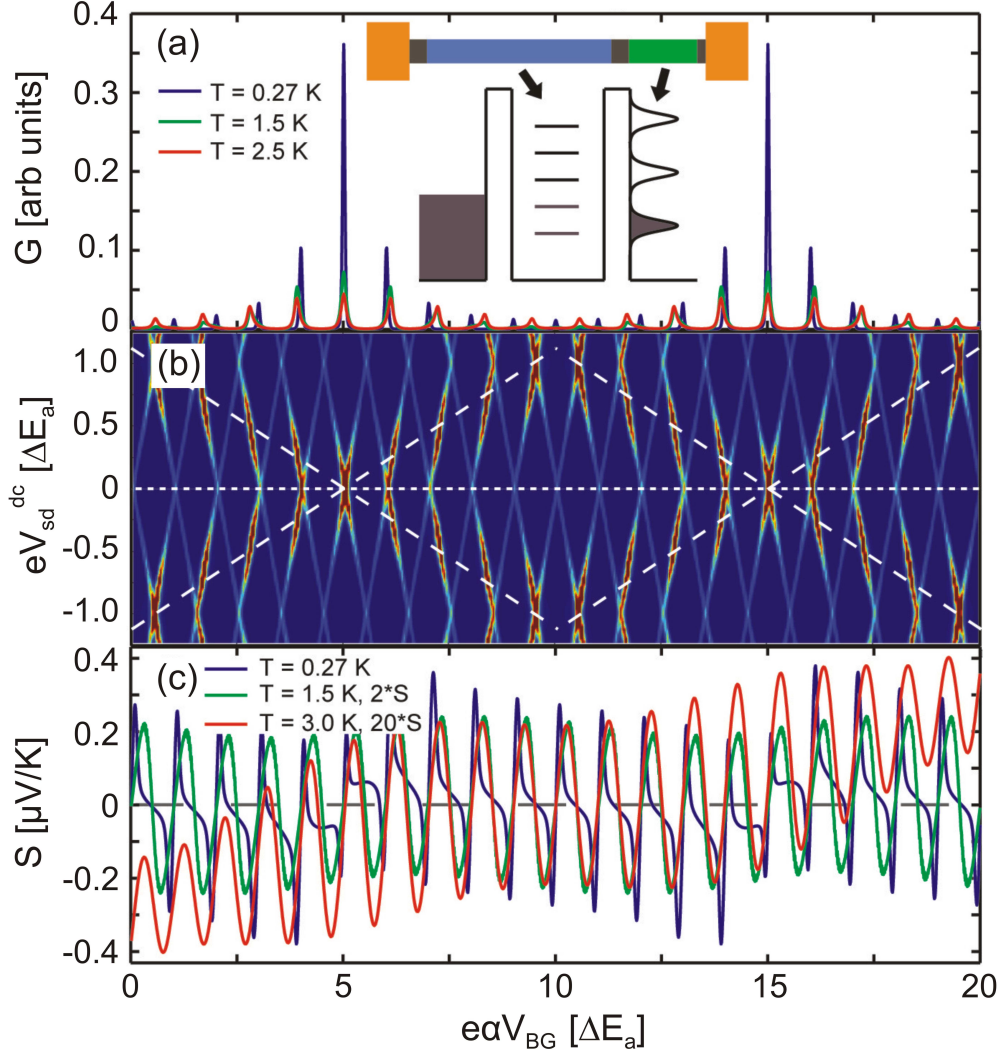 (a)
T = 0.27 K
T = 1.5 K
T = 2.5 K
G [arb units]
0.4
0.3
0.2
0.1
0
(b)
eV_sd^dc [ΔE_a]
1.0
0.5
0
-0.5
-1.0
(c)
T = 0.27 K
T = 1.5 K, 2*S
T = 3.0 K, 20*S
S [μV/K]
0.4
0.2
0
-0.2
-0.4
0 5 10 15 20
eαV_BG [ΔE_a]